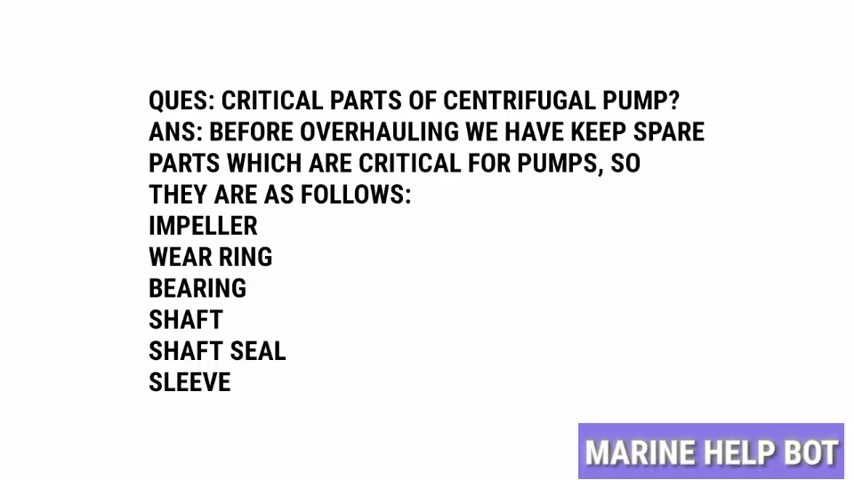 QUES: CRITICAL PARTS OF CENTRIFUGAL PUMP?
ANS: BEFORE OVERHAULING WE HAVE KEEP SPARE
PARTS WHICH ARE CRITICAL FOR PUMPS, SO
THEY ARE AS FOLLOWS:
IMPELLER
WEAR RING
BEARING
SHAFT
SHAFT SEAL
SLEEVE
MARINE HELP BOT